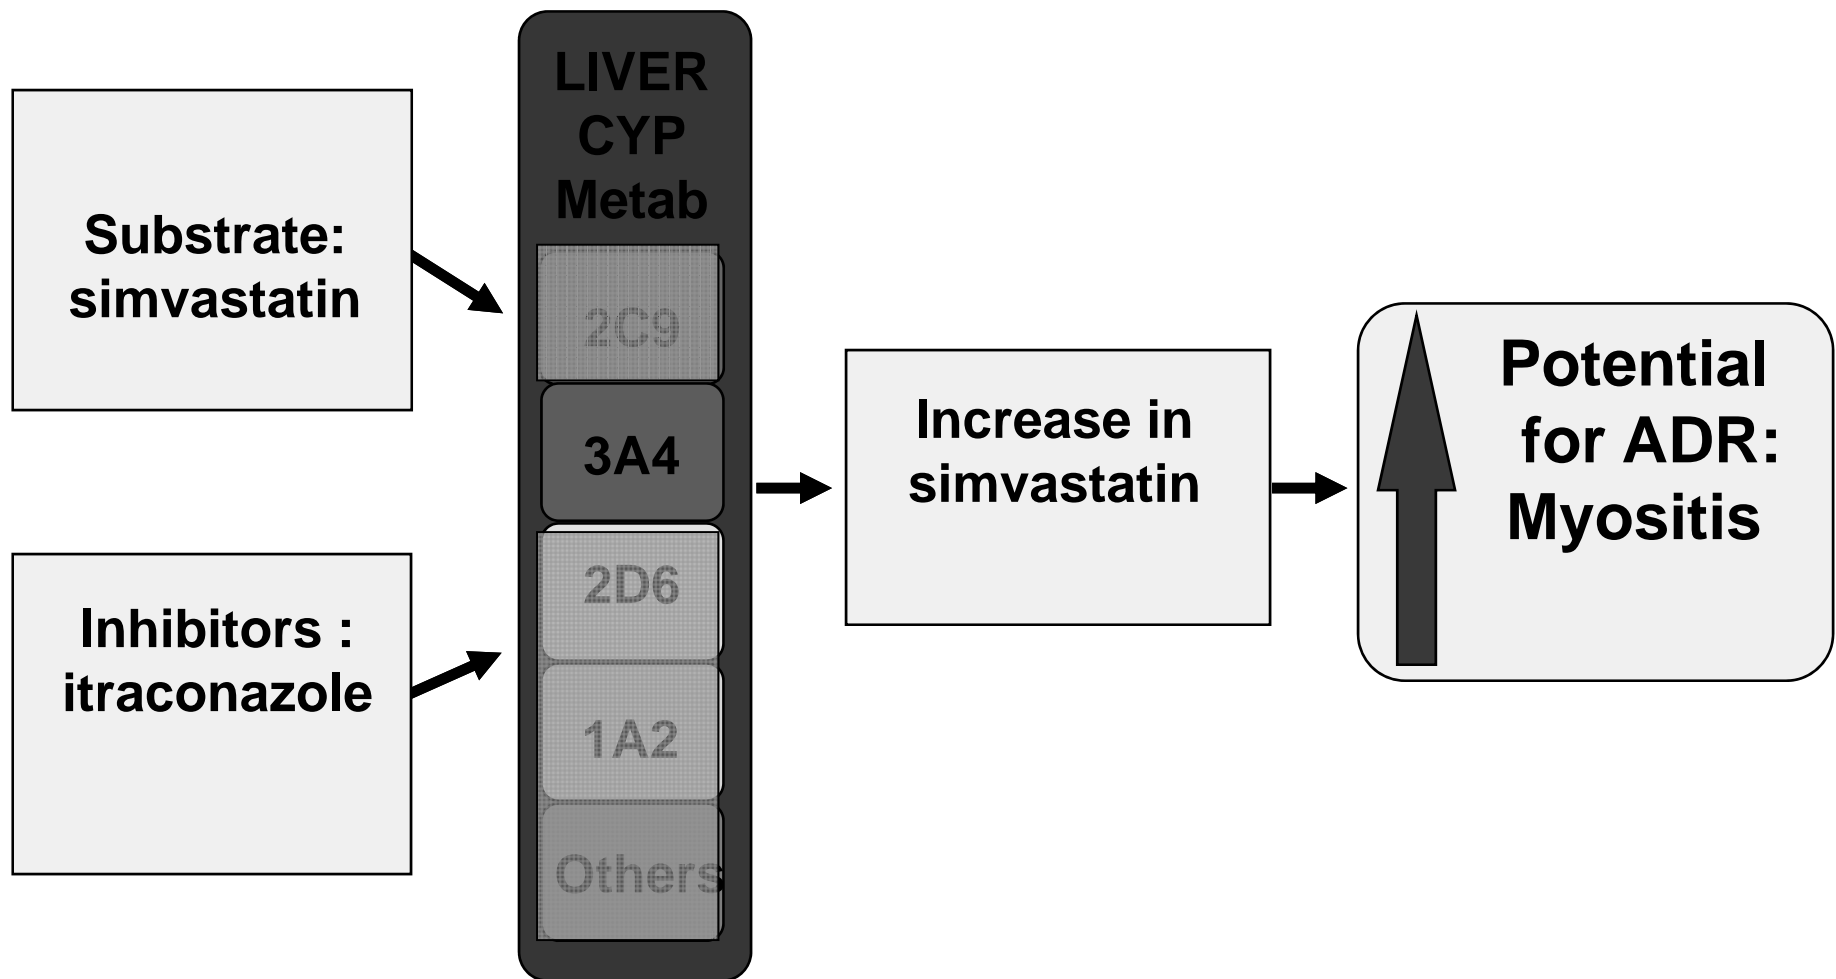 Substrate:
simvastatin
Inhibitors :
itraconazole
LIVER
CYP
Metab
2C9
3A4
2D6
1A2
Others
Increase in
simvastatin
Potential
for ADR:
Myositis